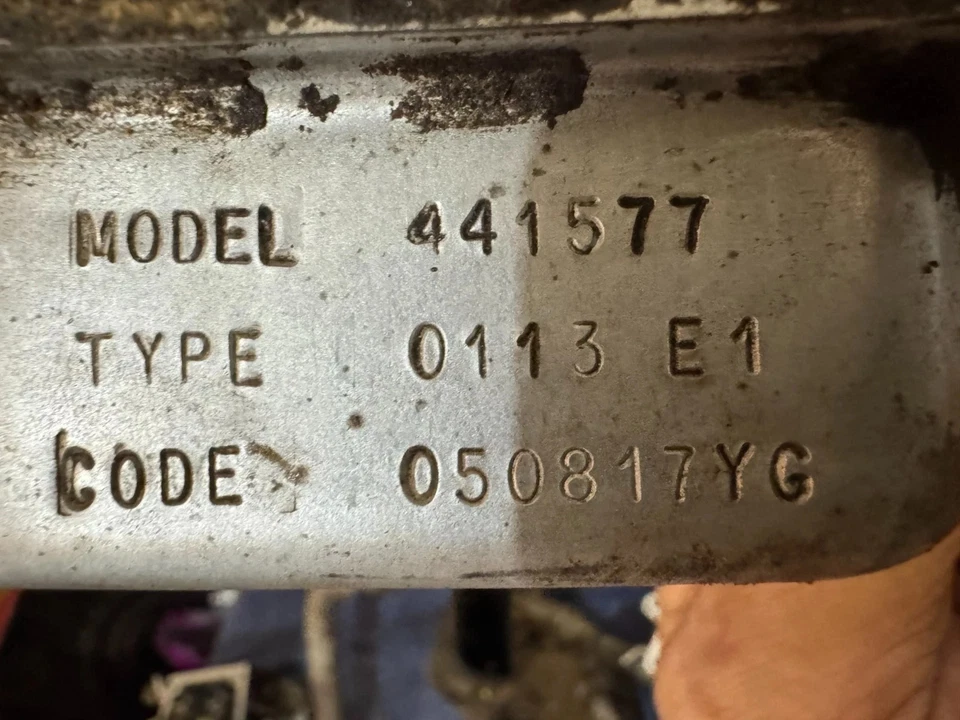 MODEL 441577
TYPE 0113 E1
CODE 050817YG